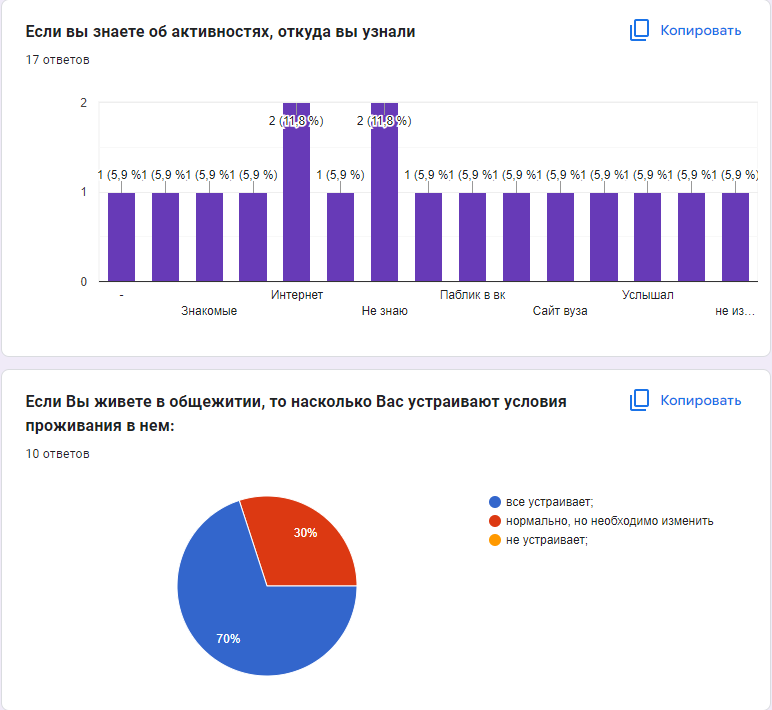 Если вы знаете об активностях, откуда вы узнали
Копировать
17 ответов
2
2 (11,8 %) 2 (11,8 %)
1 (5,9 %1 (5,9 %1 (5,9 %1 (5,9 %) 1 (5,9 %) 1 (5,9 %1 (5,9 %1 (5,9 %1 (5,9 %1 (5,9 %1 (5,9 %1 (5,9 %1 (5,9 %)
1
0
- Интернет Паблик в вк Услышал
Знакомые Не знаю Сайт вуза не из…
Если Вы живете в общежитии, то насколько Вас устраивают условия
проживания в нем:
Копировать
10 ответов
все устраивает;
нормально, но необходимо изменить
не устраивает;
30%
70%